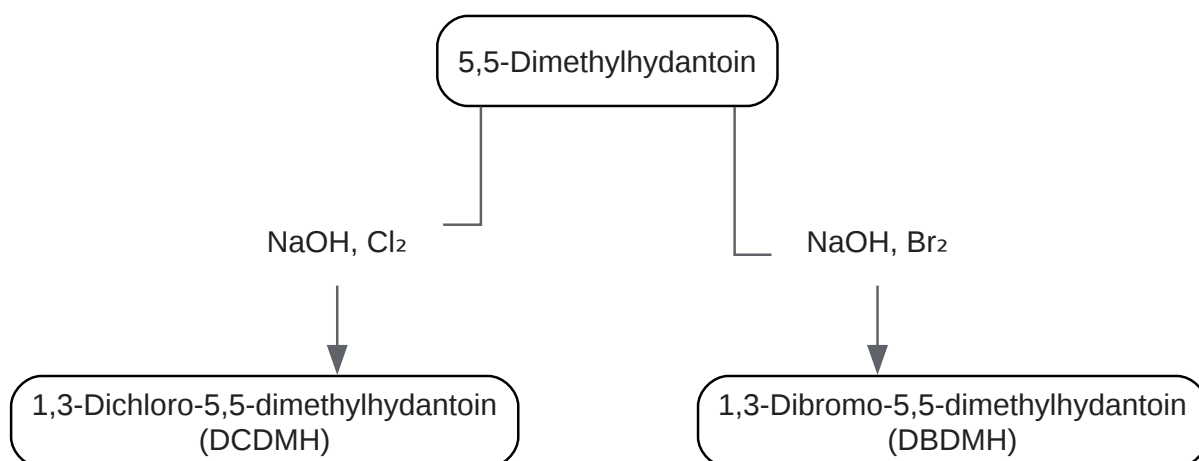 5,5-Dimethylhydantoin
NaOH, Cl₂
NaOH, Br₂
1,3-Dichloro-5,5-dimethylhydantoin
(DCDMH)
1,3-Dibromo-5,5-dimethylhydantoin
(DBDMH)